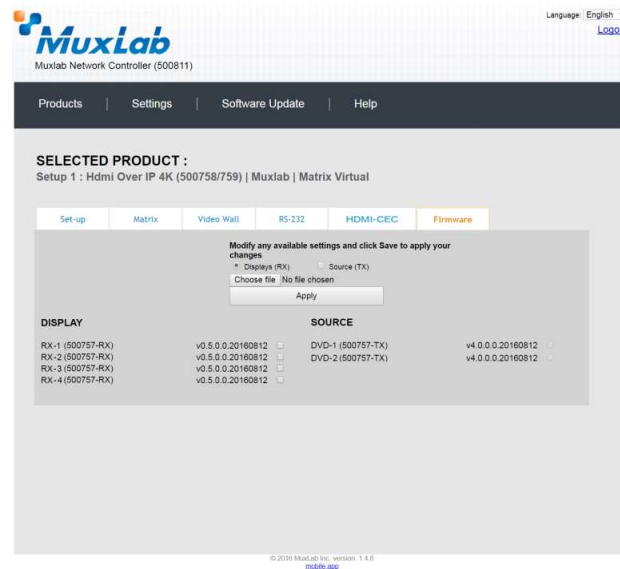 Language: English
Logo
MuxLab
Muxlab Network Controller (500811)
Products | Settings | Software Update | Help
SELECTED PRODUCT :
Setup 1 : Hdmi Over IP 4K (500758/759) | Muxlab | Matrix Virtual
Set-up Matrix Video Wall RS-232 HDMI-CEC Firmware
Modify any available settings and click Save to apply your
changes
Displays (RX) Source (TX)
Choose file No file chosen
Apply
DISPLAY SOURCE
RX-1 (500757-RX) v0.5.0.0.20160812 DVD-1 (500757-TX) v4.0.0.0.20160812
RX-2 (500757-RX) v0.5.0.0.20160812 DVD-2 (500757-TX) v4.0.0.0.20160812
RX-3 (500757-RX) v0.5.0.0.20160812
RX-4 (500757-RX) v0.5.0.0.20160812
© 2016 MuxLab Inc. version: 1.4.6
mobile app